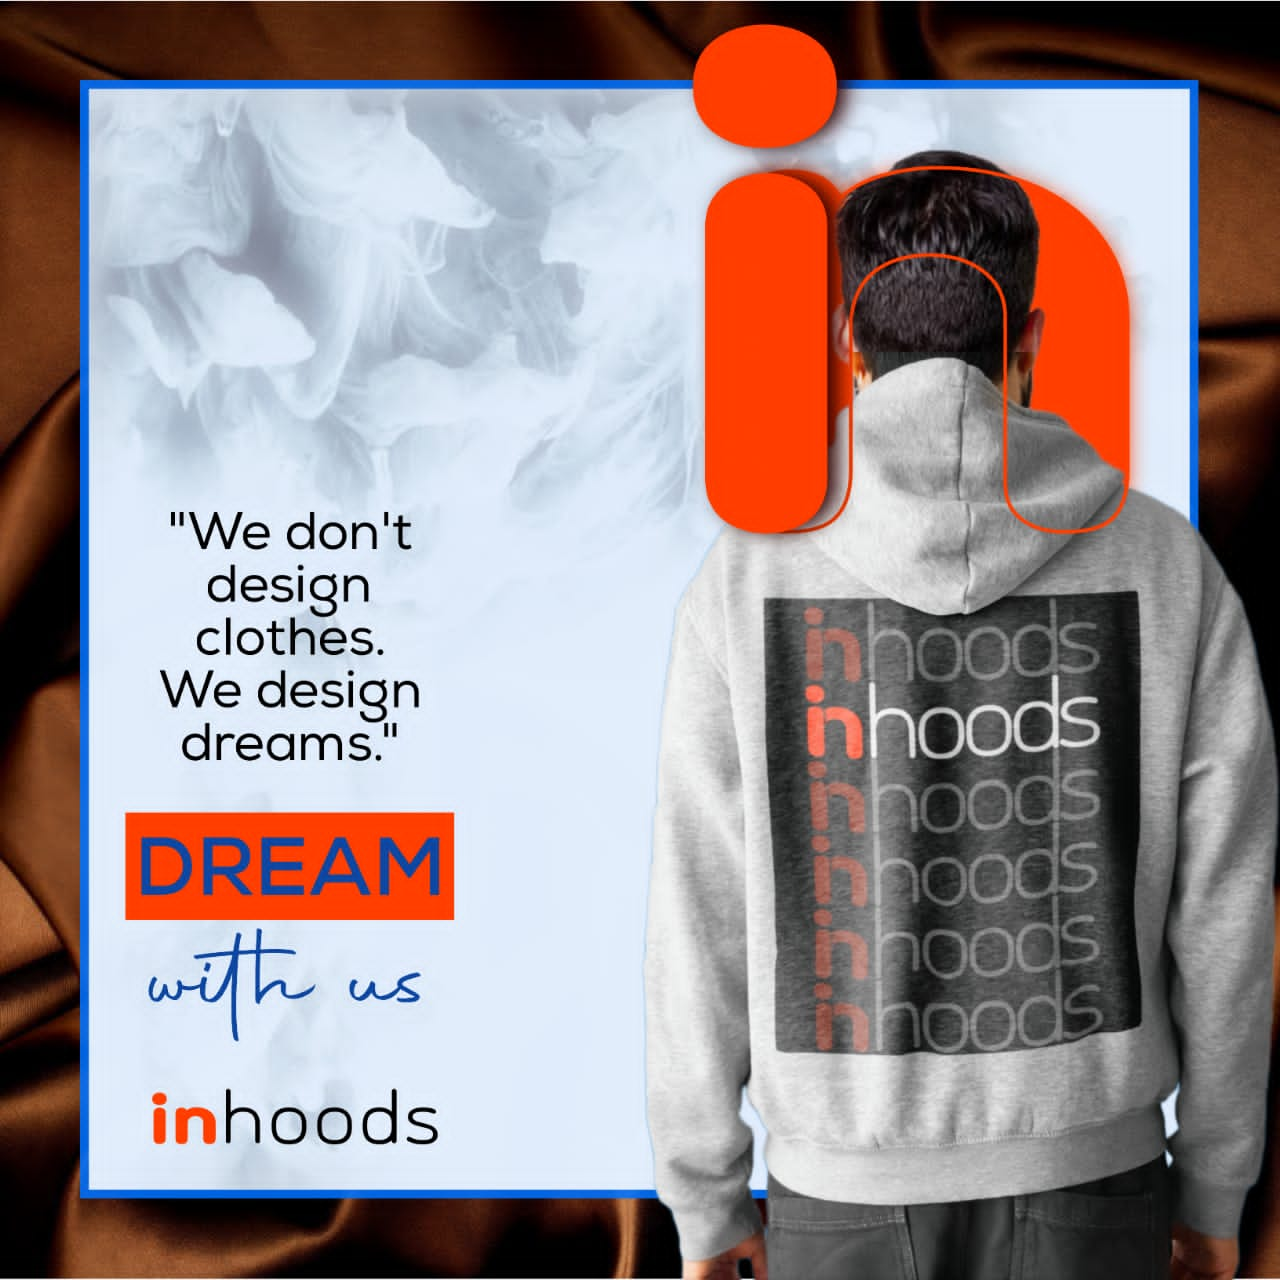 in
"We don't
design
clothes.
We design
dreams."
DREAM
with us
inhoods
inhoods
inhoods
inhoods
inhoods
inhoods
inhoods